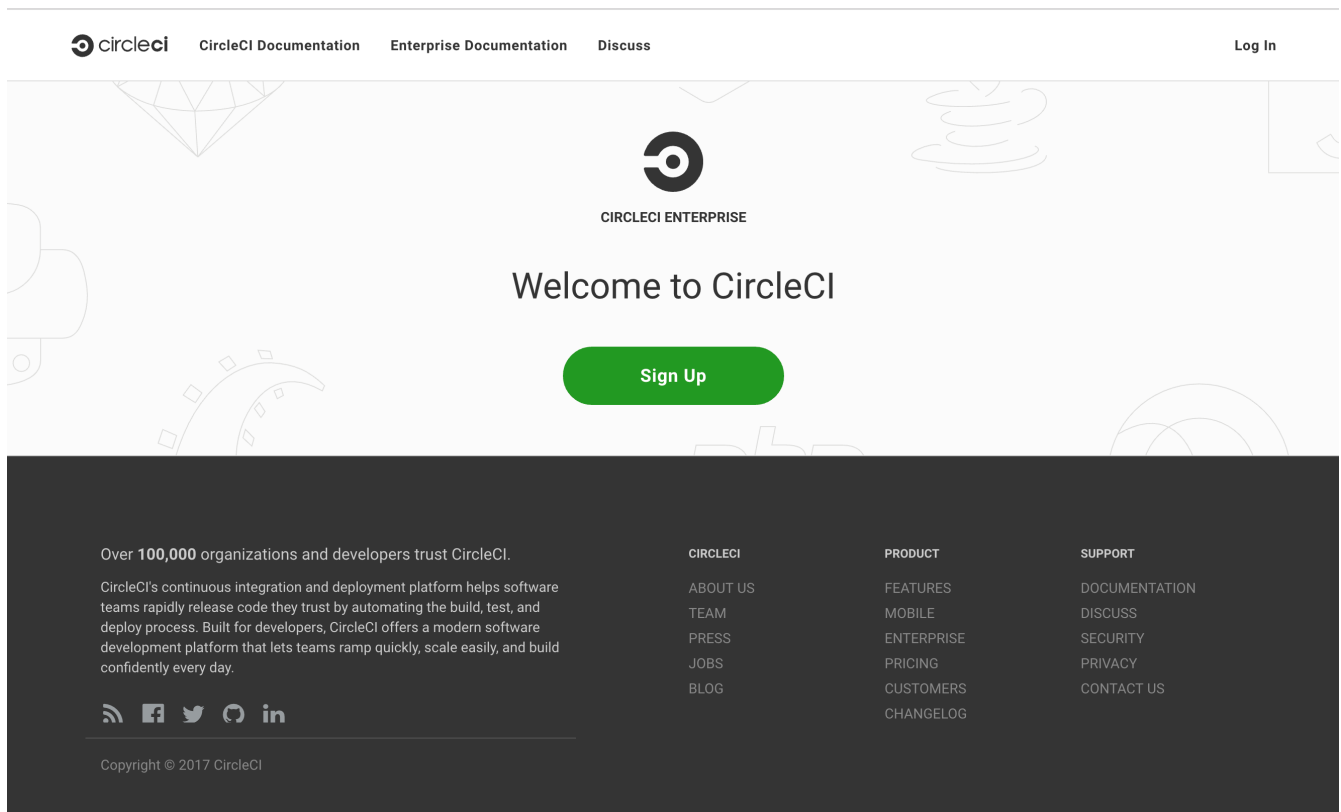 circleci CircleCI Documentation Enterprise Documentation Discuss Log In
CIRCLECI ENTERPRISE
Welcome to CircleCI
Sign Up
php
Over 100,000 organizations and developers trust CircleCI.
CircleCI's continuous integration and deployment platform helps software
teams rapidly release code they trust by automating the build, test, and
deploy process. Built for developers, CircleCI offers a modern software
development platform that lets teams ramp quickly, scale easily, and build
confidently every day.
Copyright © 2017 CircleCI
CIRCLECI
ABOUT US
TEAM
PRESS
JOBS
BLOG
PRODUCT
FEATURES
MOBILE
ENTERPRISE
PRICING
CUSTOMERS
CHANGELOG
SUPPORT
DOCUMENTATION
DISCUSS
SECURITY
PRIVACY
CONTACT US